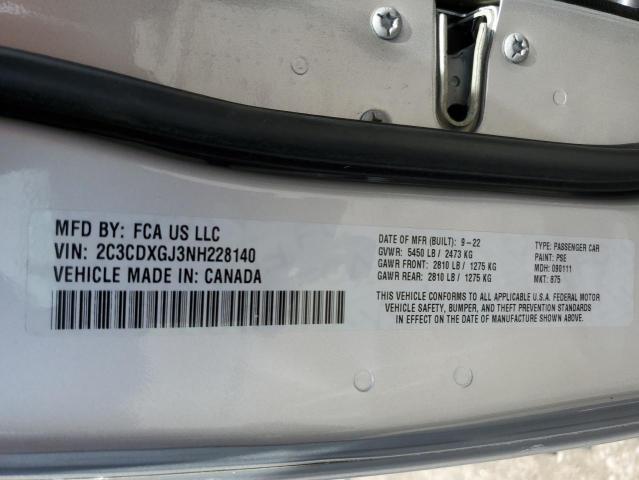 MFD BY: FCA US LLC
VIN: 2C3CDXGJ3NH228140
VEHICLE MADE IN: CANADA
DATE OF MFR (BUILT): 9-22
GVWR: 5450 LB / 2473 KG
GAWR FRONT: 2810 LB / 1275 KG
GAWR REAR: 2810 LB / 1275 KG
TYPE: PASSENGER CAR
PAINT: PSE
MDH: 090111
MKT: 875
THIS VEHICLE CONFORMS TO ALL APPLICABLE U.S.A. FEDERAL MOTOR
VEHICLE SAFETY, BUMPER, AND THEFT PREVENTION STANDARDS
IN EFFECT ON THE DATE OF MANUFACTURE SHOWN ABOVE.